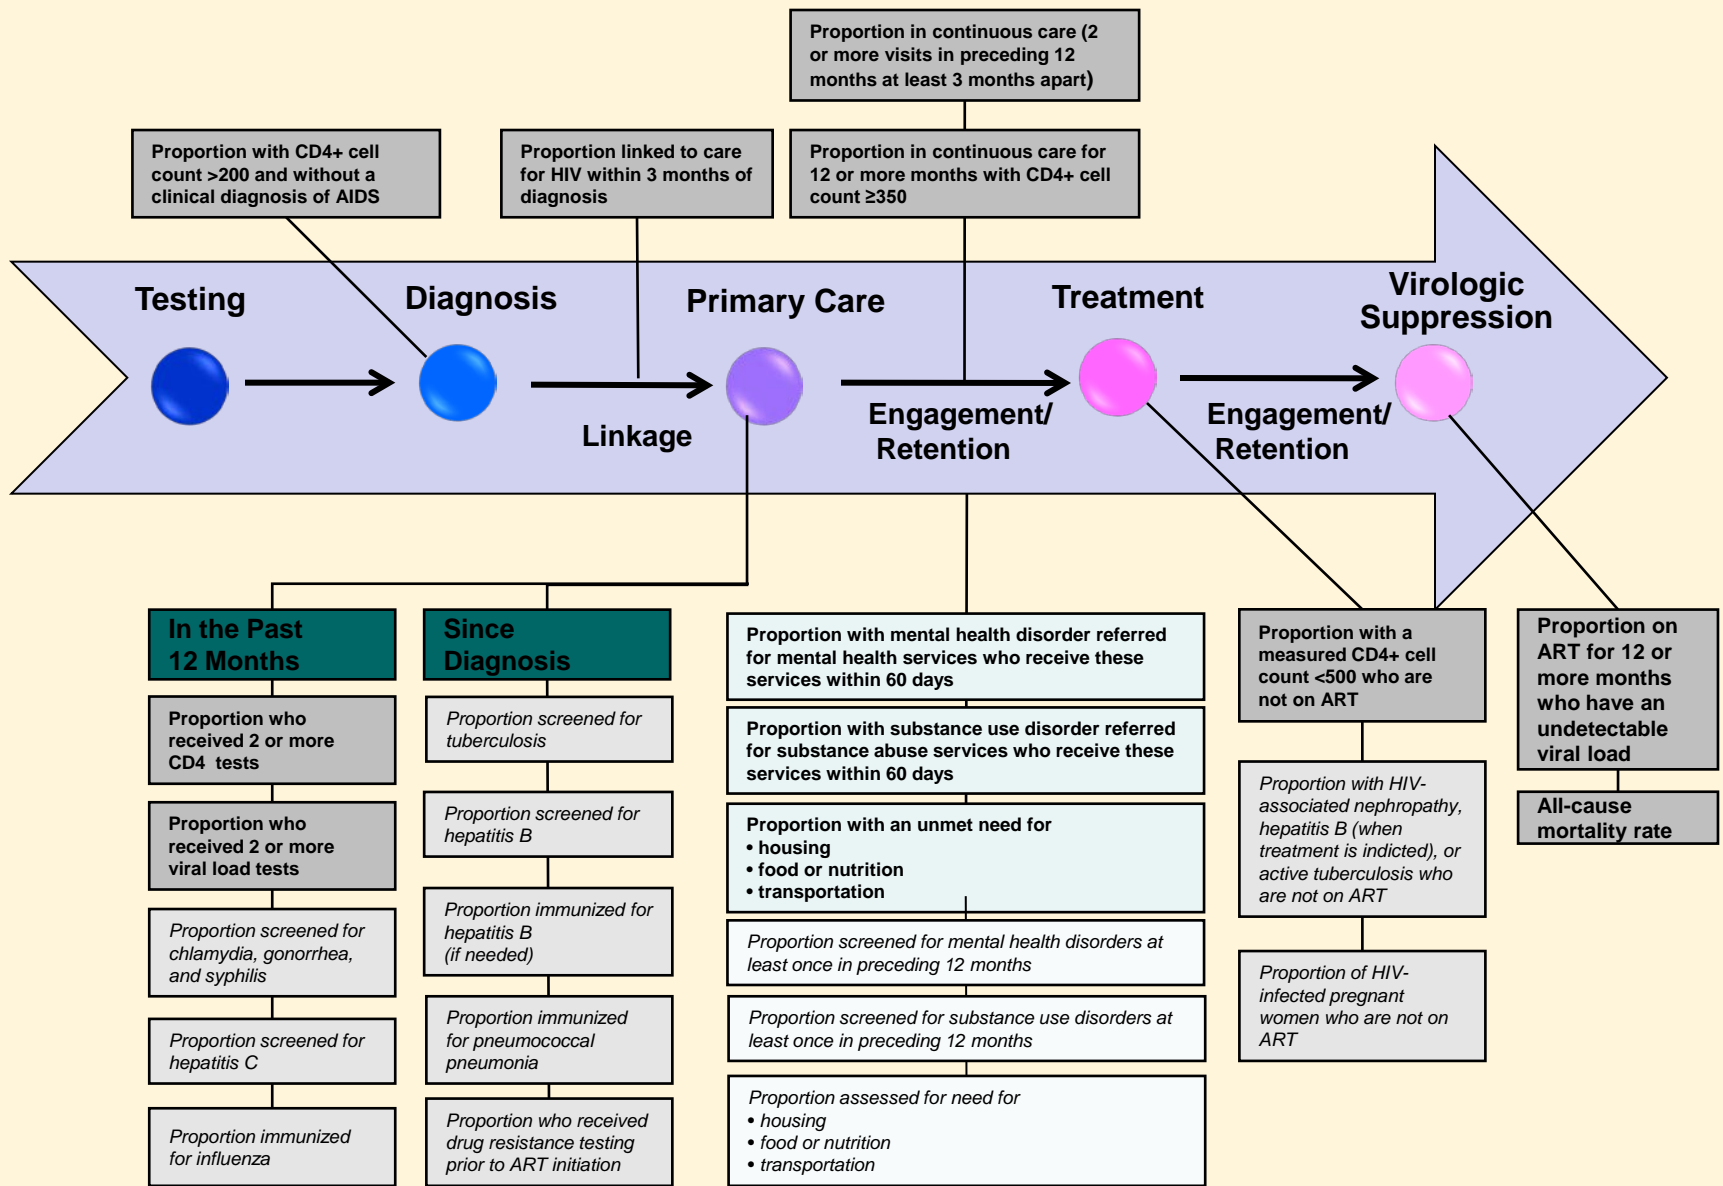 Proportion in continuous care (2
or more visits in preceding 12
months at least 3 months apart)
Proportion with CD4+ cell
count >200 and without a
clinical diagnosis of AIDS
Proportion linked to care
for HIV within 3 months of
diagnosis
Proportion in continuous care for
12 or more months with CD4+ cell
count ≥350
Testing
Diagnosis
Primary Care
Treatment
Virologic
Suppression
Linkage
Engagement/
Retention
Engagement/
Retention
In the Past
12 Months
Proportion who
received 2 or more
CD4 tests
Proportion who
received 2 or more
viral load tests
Proportion screened for
chlamydia, gonorrhea,
and syphilis
Proportion screened for
hepatitis C
Proportion immunized
for influenza
Since
Diagnosis
Proportion screened for
tuberculosis
Proportion screened for
hepatitis B
Proportion immunized for
hepatitis B
(if needed)
Proportion immunized
for pneumococcal
pneumonia
Proportion who received
drug resistance testing
prior to ART initiation
Proportion with mental health disorder referred
for mental health services who receive these
services within 60 days
Proportion with substance use disorder referred
for substance abuse services who receive these
services within 60 days
Proportion with an unmet need for
• housing
• food or nutrition
• transportation
Proportion screened for mental health disorders at
least once in preceding 12 months
Proportion screened for substance use disorders at
least once in preceding 12 months
Proportion assessed for need for
• housing
• food or nutrition
• transportation
Proportion with a
measured CD4+ cell
count <500 who are
not on ART
Proportion with HIV-
associated nephropathy,
hepatitis B (when
treatment is indicted), or
active tuberculosis who
are not on ART
Proportion of HIV-
infected pregnant
women who are not on
ART
Proportion on
ART for 12 or
more months
who have an
undetectable
viral load
All-cause
mortality rate